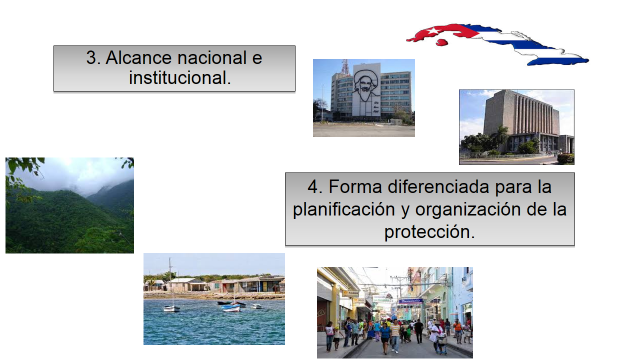 3. Alcance nacional e
institucional.
4. Forma diferenciada para la
planificación y organización de la
protección.